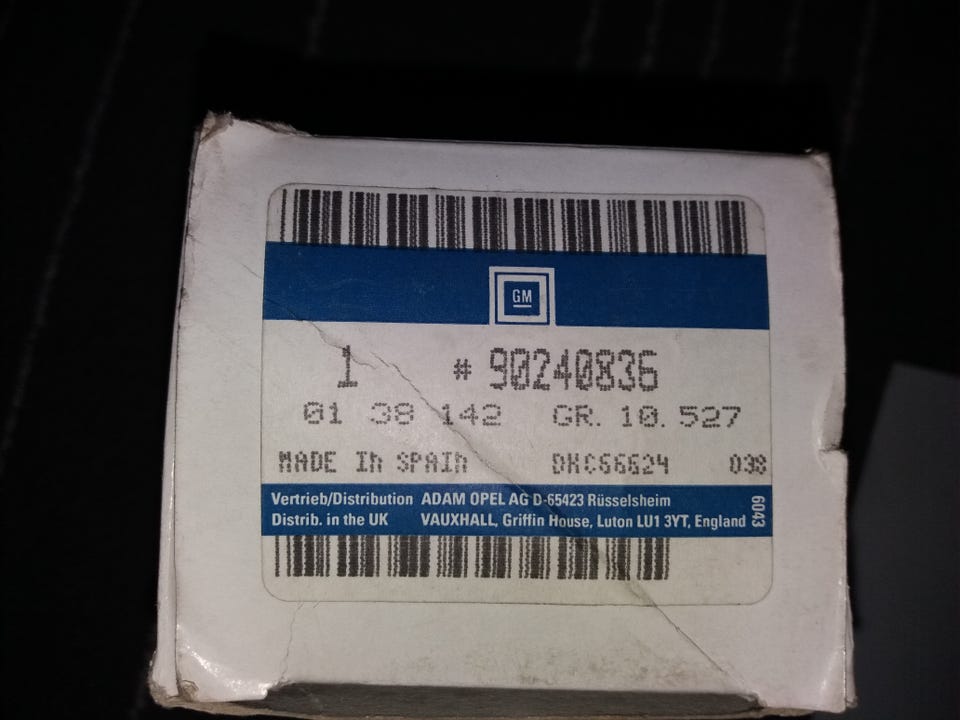 GM
1 # 90240836
01 38 142 GR. 10. 527
MADE In SPAIn DKC66624 038
Vertrieb/Distribution ADAM OPEL AG D-65423 Rüsselsheim
Distrib. in the UK VAUXHALL, Griffin House, Luton LU1 3YT, England
6043